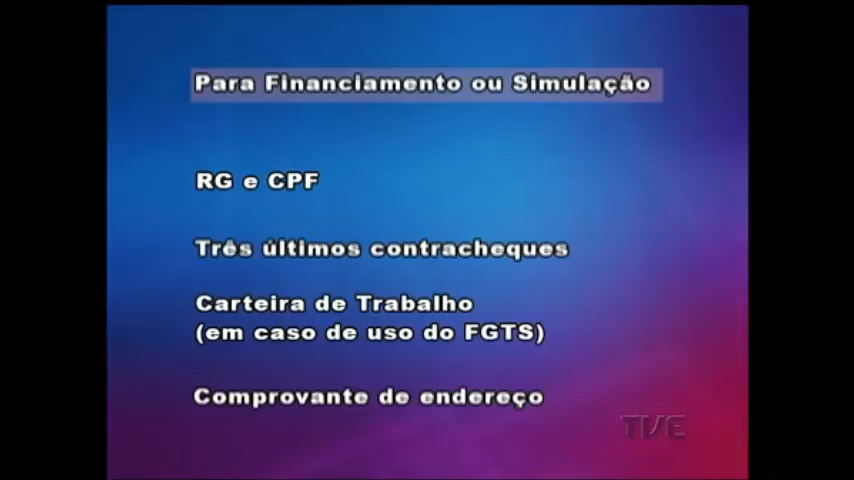 Para Financiamento ou Simulação
RG e CPF
Três últimos contracheques
Carteira de Trabalho
(em caso de uso do FGTS)
Comprovante de endereço
TVE